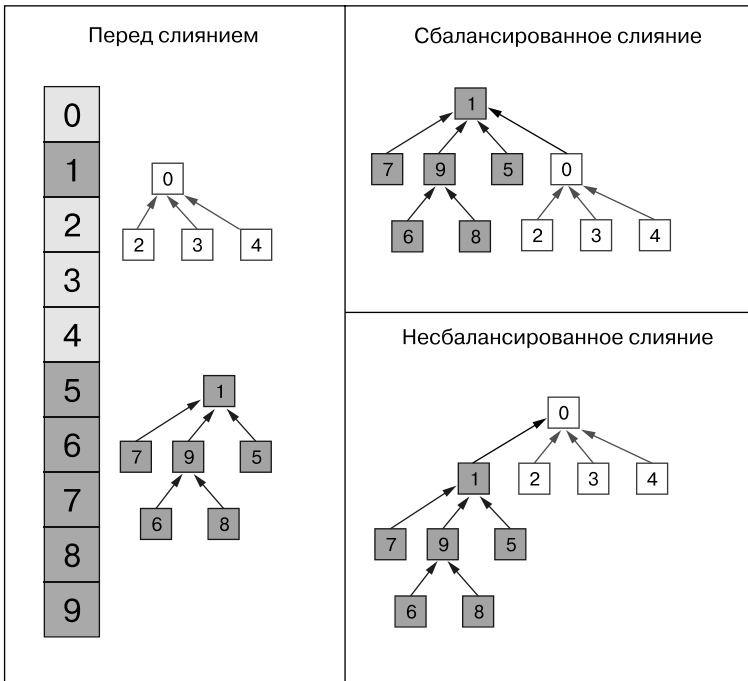 Перед слиянием
0
1
2
3
4
5
6
7
8
9
0
2 3 4
1
7 9 5
6 8
Сбалансированное слияние
1
7 9 5 0
6 8 2 3 4
Несбалансированное слияние
0
1 2 3 4
7 9 5
6 8